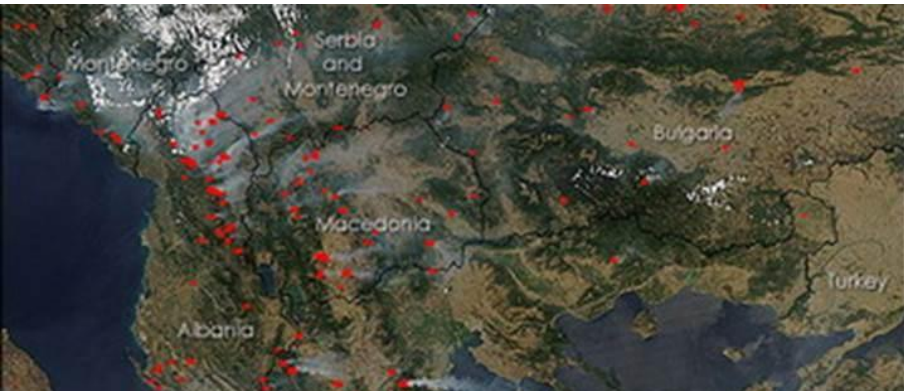 Montenegro
Serbia
and
Montenegro
Bulgaria
Macedonia
Turkey
Albania